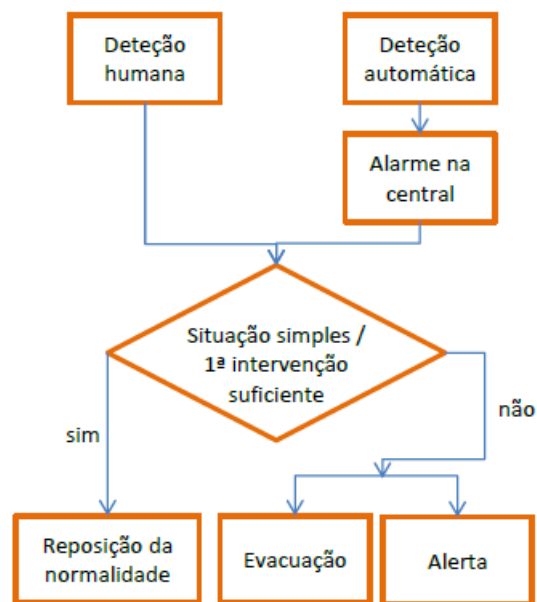 Deteção
humana
Deteção
automática
Alarme na
central
Situação simples /
1ª intervenção
suficiente
sim
não
Reposição da
normalidade
Evacuação
Alerta